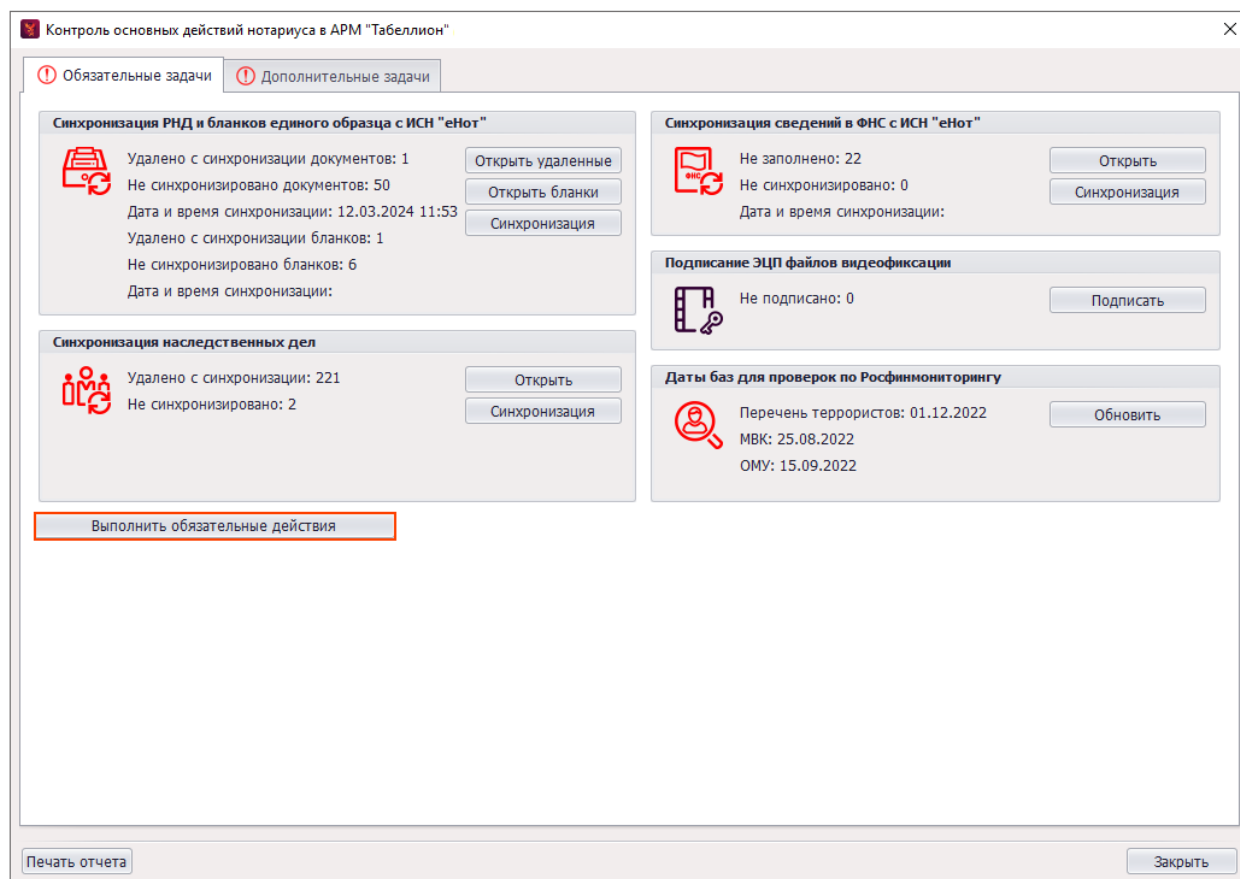 Контроль основных действий нотариуса в АРМ "Табеллион"
Обязательные задачи
Дополнительные задачи
Синхронизация РНД и бланков единого образца с ИСН "еНот"
Удалено с синхронизации документов: 1
Открыть удаленные
Не синхронизировано документов: 50
Открыть бланки
Дата и время синхронизации: 12.03.2024 11:53
Синхронизация
Удалено с синхронизации бланков: 1
Не синхронизировано бланков: 6
Дата и время синхронизации:
Синхронизация наследственных дел
Удалено с синхронизации: 221
Открыть
Не синхронизировано: 2
Синхронизация
Синхронизация сведений в ФНС с ИСН "еНот"
ФНС
Не заполнено: 22
Открыть
Не синхронизировано: 0
Синхронизация
Дата и время синхронизации:
Подписание ЭЦП файлов видеофиксации
Не подписано: 0
Подписать
Даты баз для проверок по Росфинмониторингу
Перечень террористов: 01.12.2022
Обновить
МВК: 25.08.2022
ОМУ: 15.09.2022
Выполнить обязательные действия
Печать отчета
Закрыть